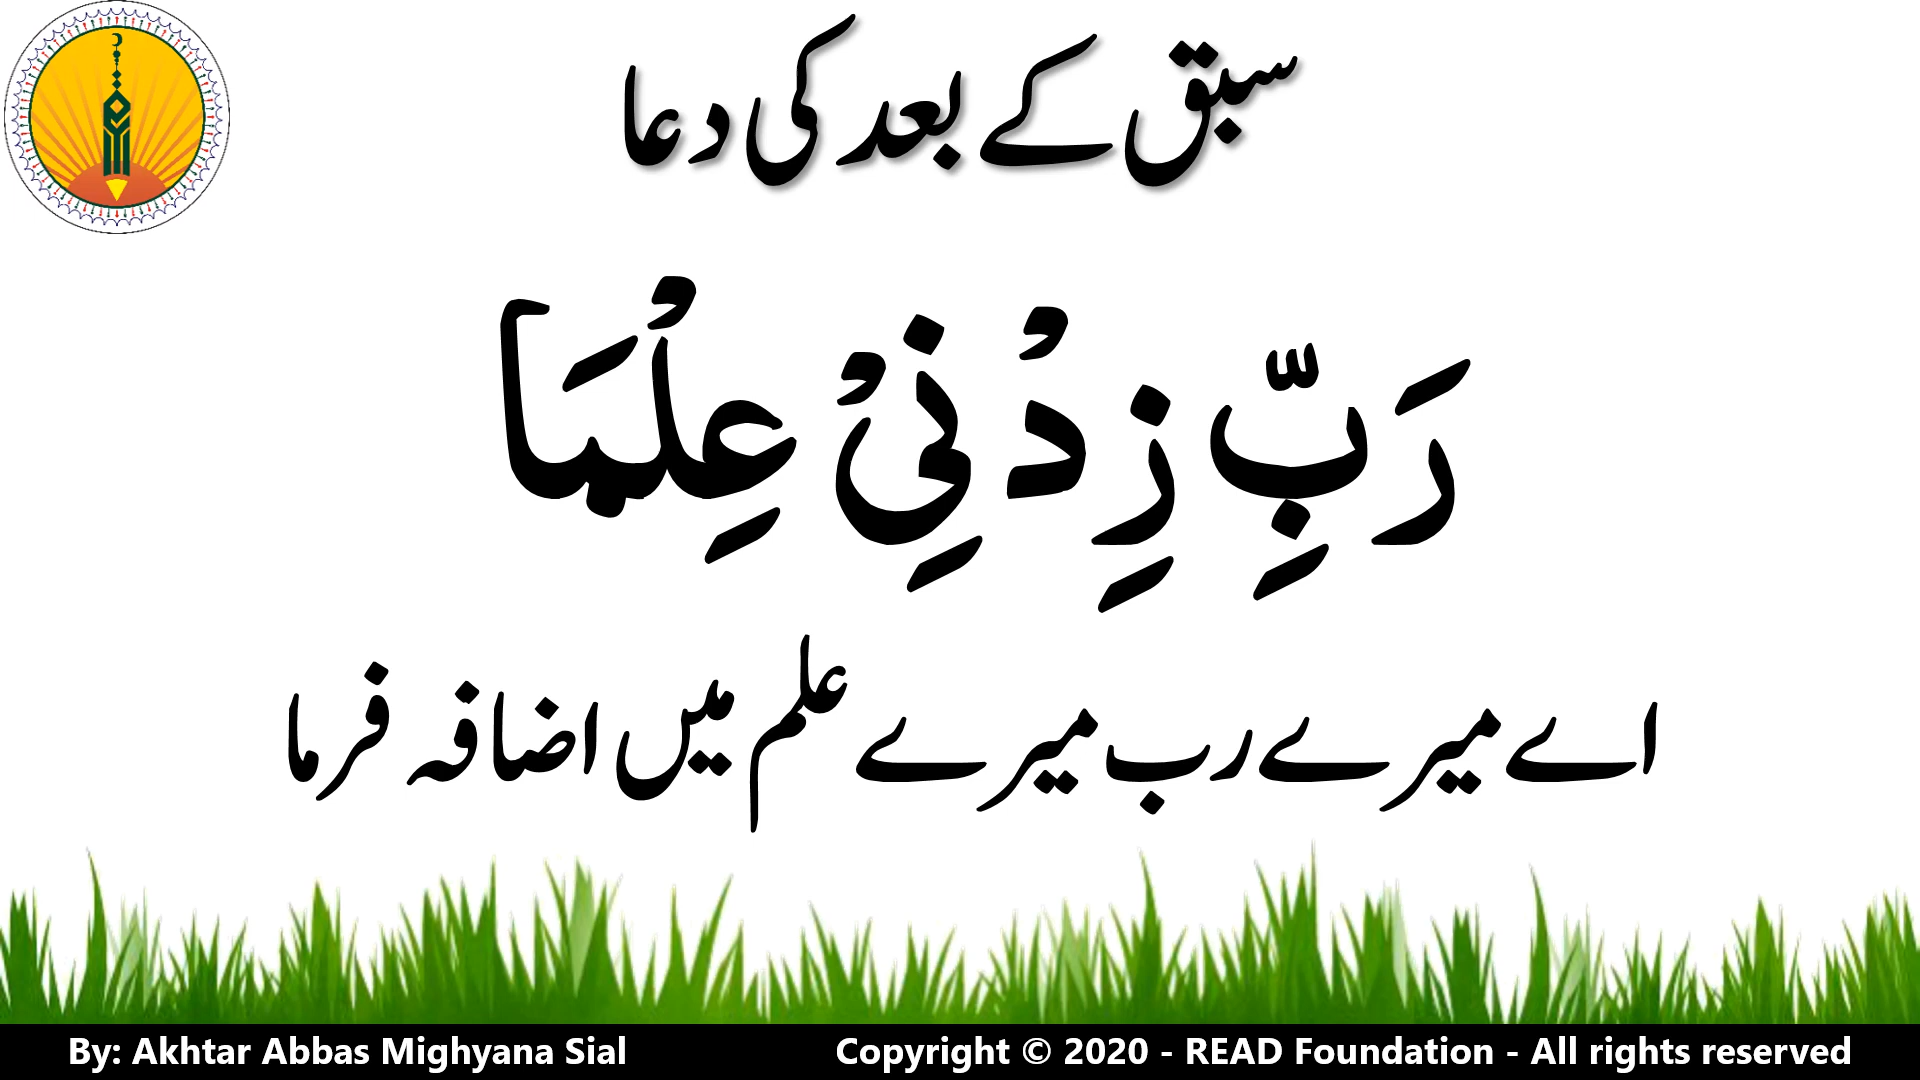 سبق کے بعد کی دعا
رَبِّ زِدْنِیْ عِلْمَا
اے میرے رب میرے علم میں اضافہ فرما
By: Akhtar Abbas Mighyana Sial
Copyright © 2020 - READ Foundation - All rights reserved